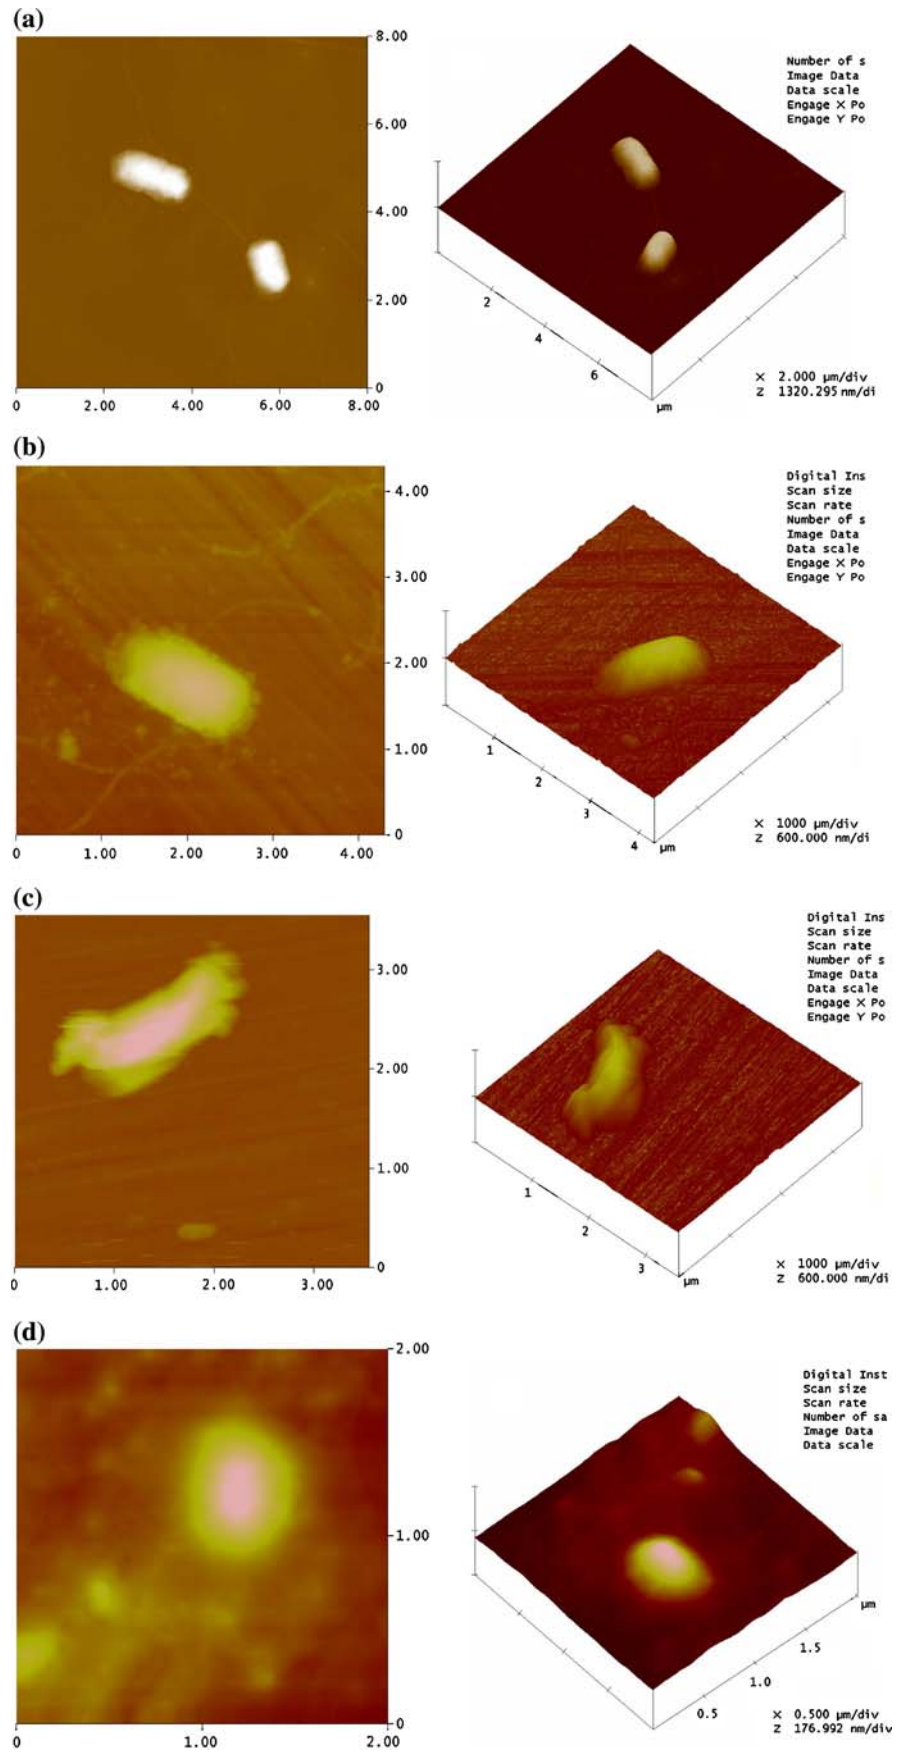 (a)
8.00
6.00
4.00
2.00
0
0 2.00 4.00 6.00 8.00
Number of s
Image Data
Data scale
Engage X Po
Engage Y Po
2
4
6
µm
X 2.000 µm/div
Z 1320.295 nm/di
(b)
4.00
3.00
2.00
1.00
0
0 1.00 2.00 3.00 4.00
Digital Ins
Scan size
Scan rate
Number of s
Image Data
Data scale
Engage X Po
Engage Y Po
1
2
3
4
µm
X 1000 µm/div
Z 600.000 nm/di
(c)
3.00
2.00
1.00
0
0 1.00 2.00 3.00
Digital Ins
Scan size
Scan rate
Number of s
Image Data
Data scale
Engage X Po
Engage Y Po
1
2
3
µm
X 1000 µm/div
Z 600.000 nm/di
(d)
2.00
1.00
0
0 1.00 2.00
Digital Inst
Scan size
Scan rate
Number of sa
Image Data
Data scale
µm
1.5
1.0
0.5
X 0.500 µm/div
Z 176.992 nm/div